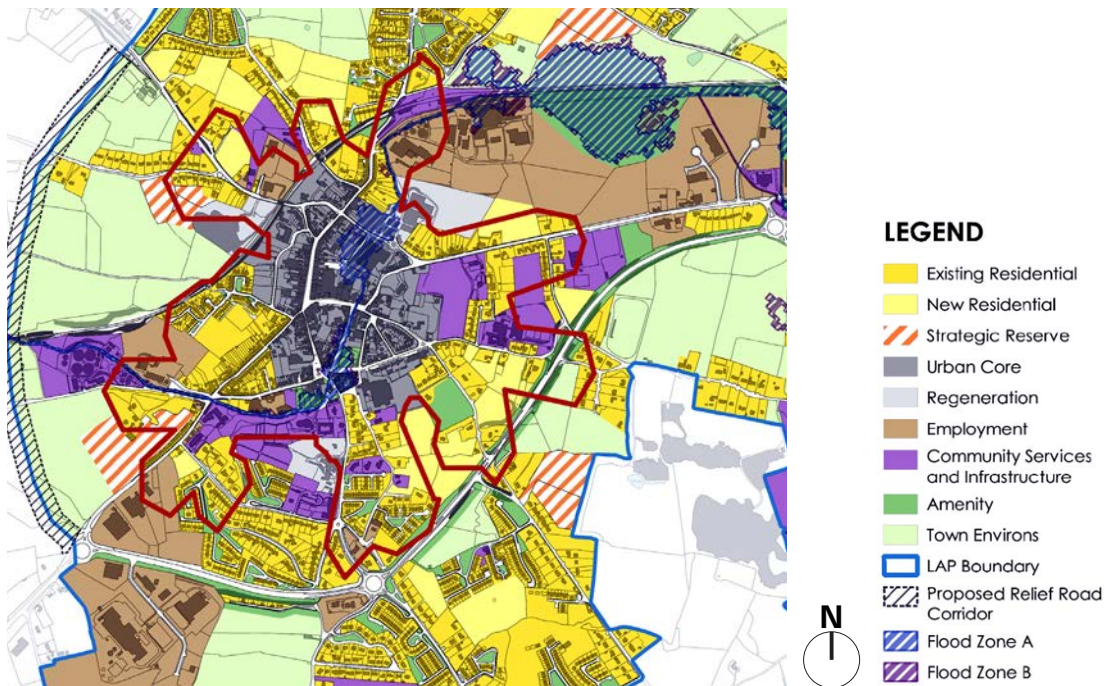 LEGEND
Existing Residential
New Residential
Strategic Reserve
Urban Core
Regeneration
Employment
Community Services
and Infrastructure
Amenity
Town Environs
LAP Boundary
Proposed Relief Road
Corridor
Flood Zone A
Flood Zone B
N